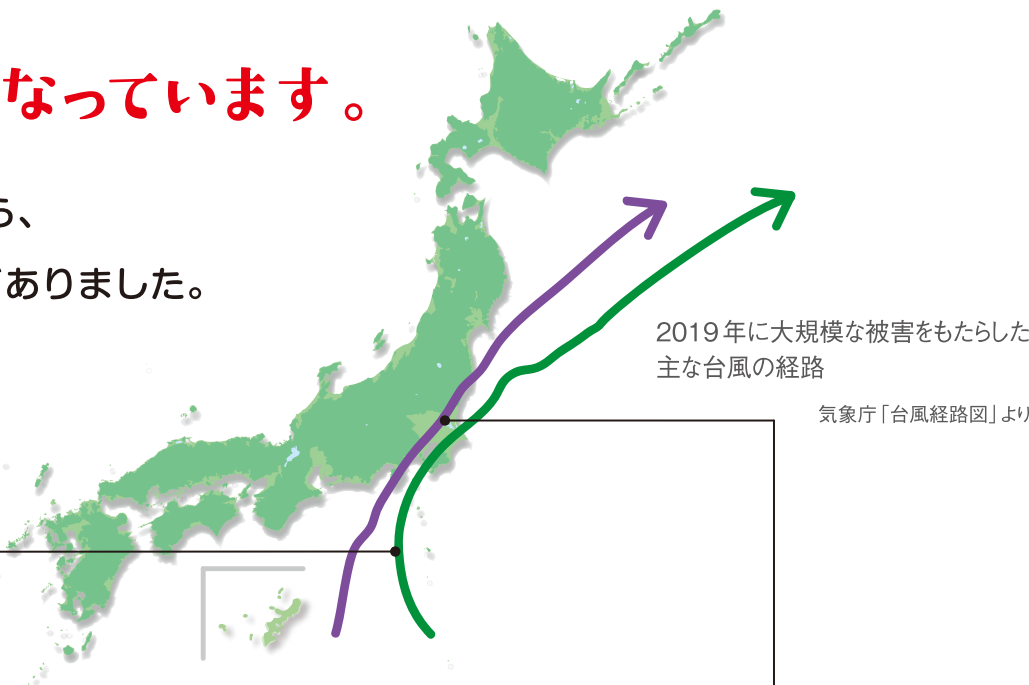 なっています。
ら、
がありました。
2019年に大規模な被害をもたらした
主な台風の経路
気象庁「台風経路図」より